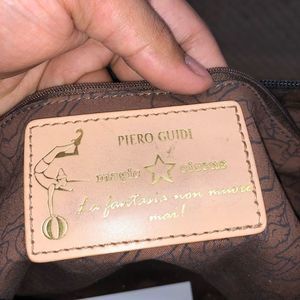 PIERO GUIDI
magic circus
La fantasia non muore
mai!